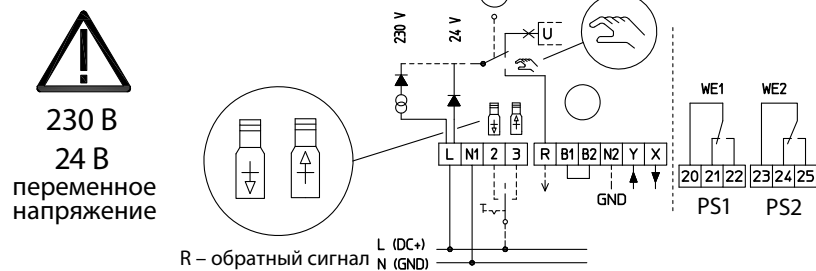 230 В
24 В
переменное
напряжение
230 V
24 V
U
L N1 2 3 R B1 B2 N2 Y X
GND
WE1
WE2
20 21 22
23 24 25
PS1
PS2
R – обратный сигнал
L (DC+)
N (GND)